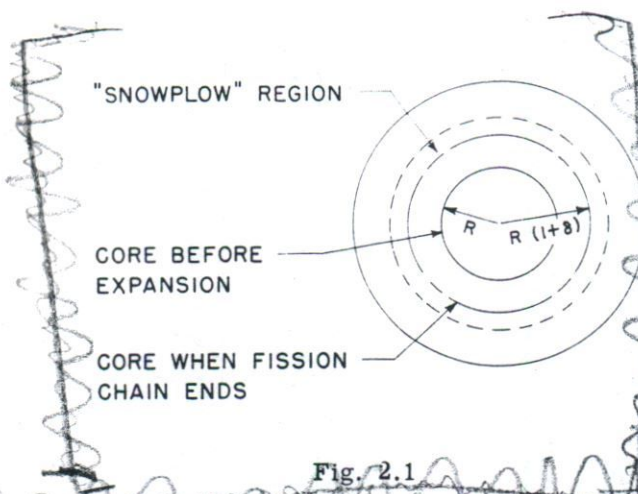 "SNOWPLOW" REGION
R
R (1+δ)
CORE BEFORE
EXPANSION
CORE WHEN FISSION
CHAIN ENDS
Fig. 2.1